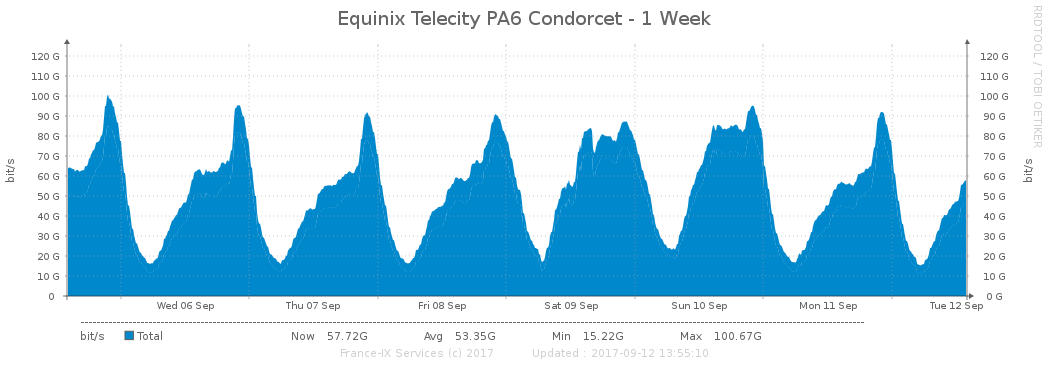 Equinix Telecity PA6 Condorcet - 1 Week
RRDTOOL / TOBI OETIKER
bit/s
120 G 120 G
110 G 110 G
100 G 100 G
90 G 90 G
80 G 80 G
70 G 70 G
60 G 60 G
50 G 50 G
40 G 40 G
30 G 30 G
20 G 20 G
10 G 10 G
0 0 G
bit/s
Wed 06 Sep Thu 07 Sep Fri 08 Sep Sat 09 Sep Sun 10 Sep Mon 11 Sep Tue 12 Sep
bit/s Total Now 57.72G Avg 53.35G Min 15.22G Max 100.67G
France-IX Services (c) 2017 Updated : 2017-09-12 13:55:10